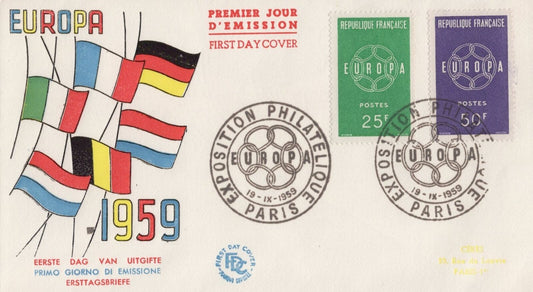 EUROPA
PREMIER JOUR
D'EMISSION
FIRST DAY COVER
REPUBLIQUE FRANÇAISE
EUROPA
POSTES
25F
REPUBLIQUE FRANÇAISE
EUROPA
POSTES
50F
EXPOSITION PHILATELIQUE
EUROPA
19-IX-1959
PARIS
EXPOSITION PHILATELIQUE
EUROPA
19-IX-1959
PARIS
1959
EERSTE DAG VAN UITGIFTE
PRIMO GIORNO DI EMISSIONE
ERSTTAGSBRIEFE
FIRST DAY COVER
FDC